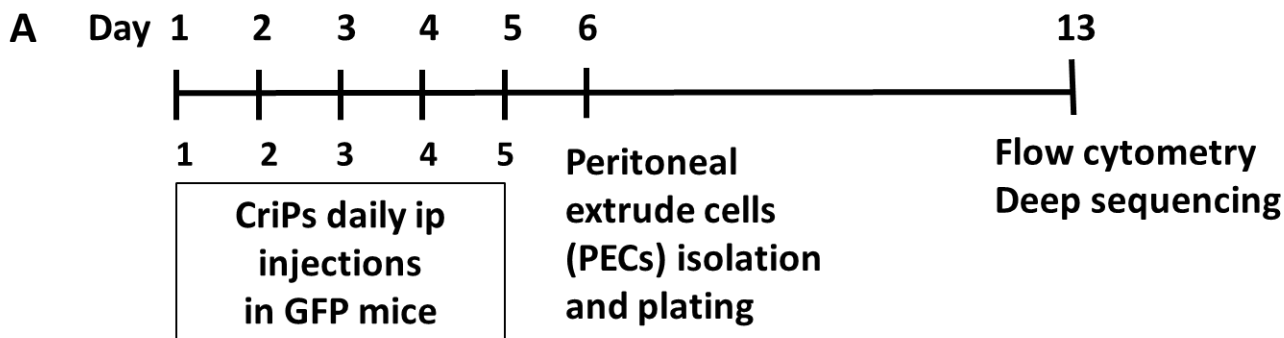 A Day 1 2 3 4 5 6 13
1 2 3 4 5
CriPs daily ip
injections
in GFP mice
Peritoneal
extrude cells
(PECs) isolation
and plating
Flow cytometry
Deep sequencing